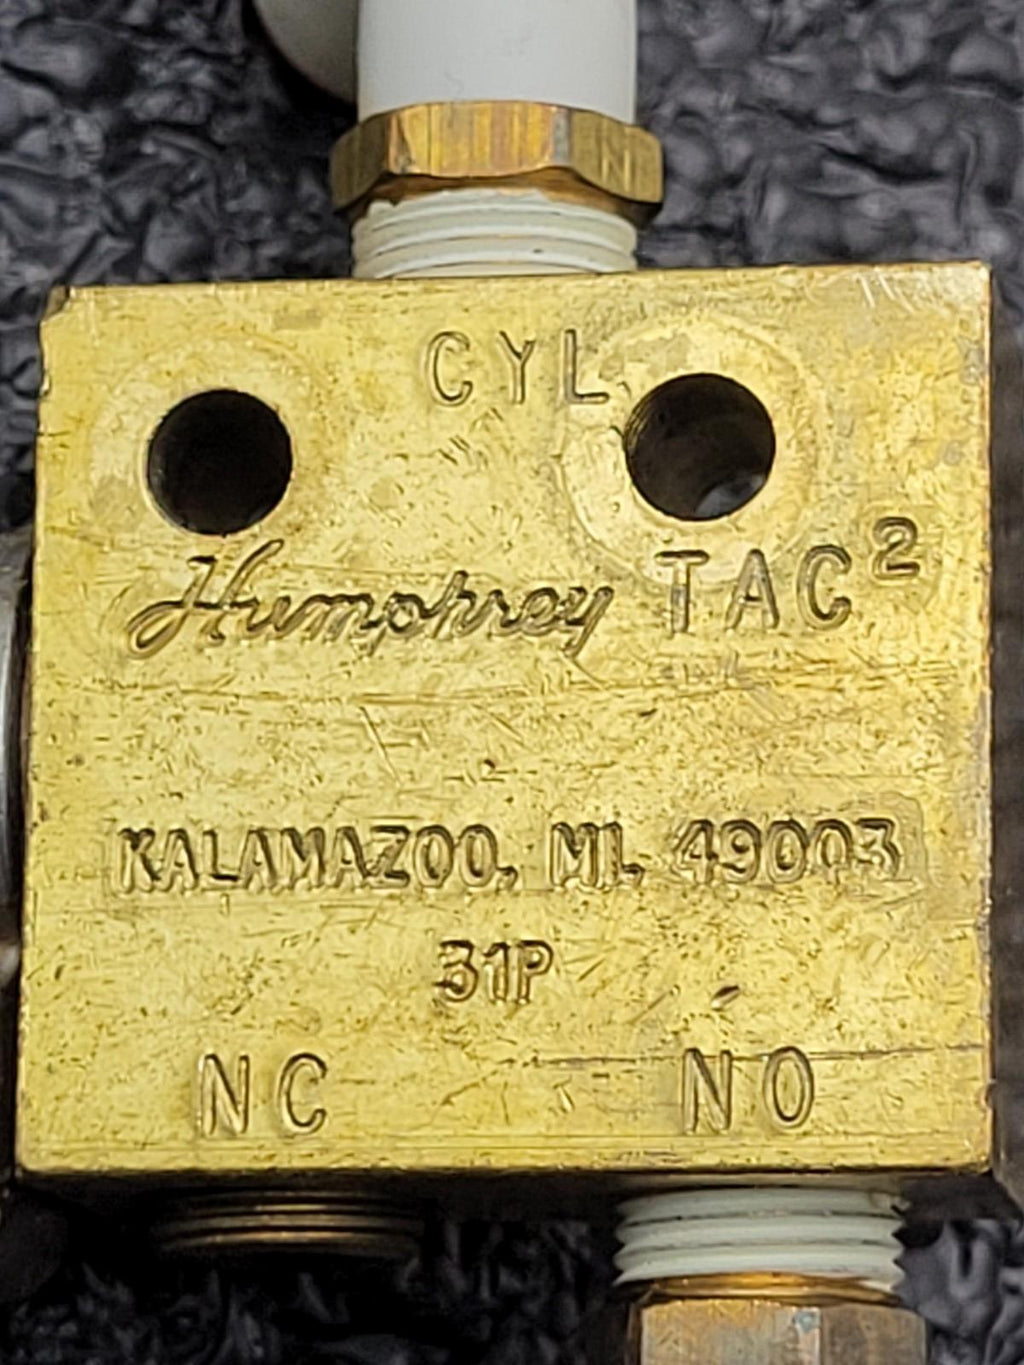 CYL
Humphrey TAC²
KALAMAZOO, MI. 49003
31P
NC NO